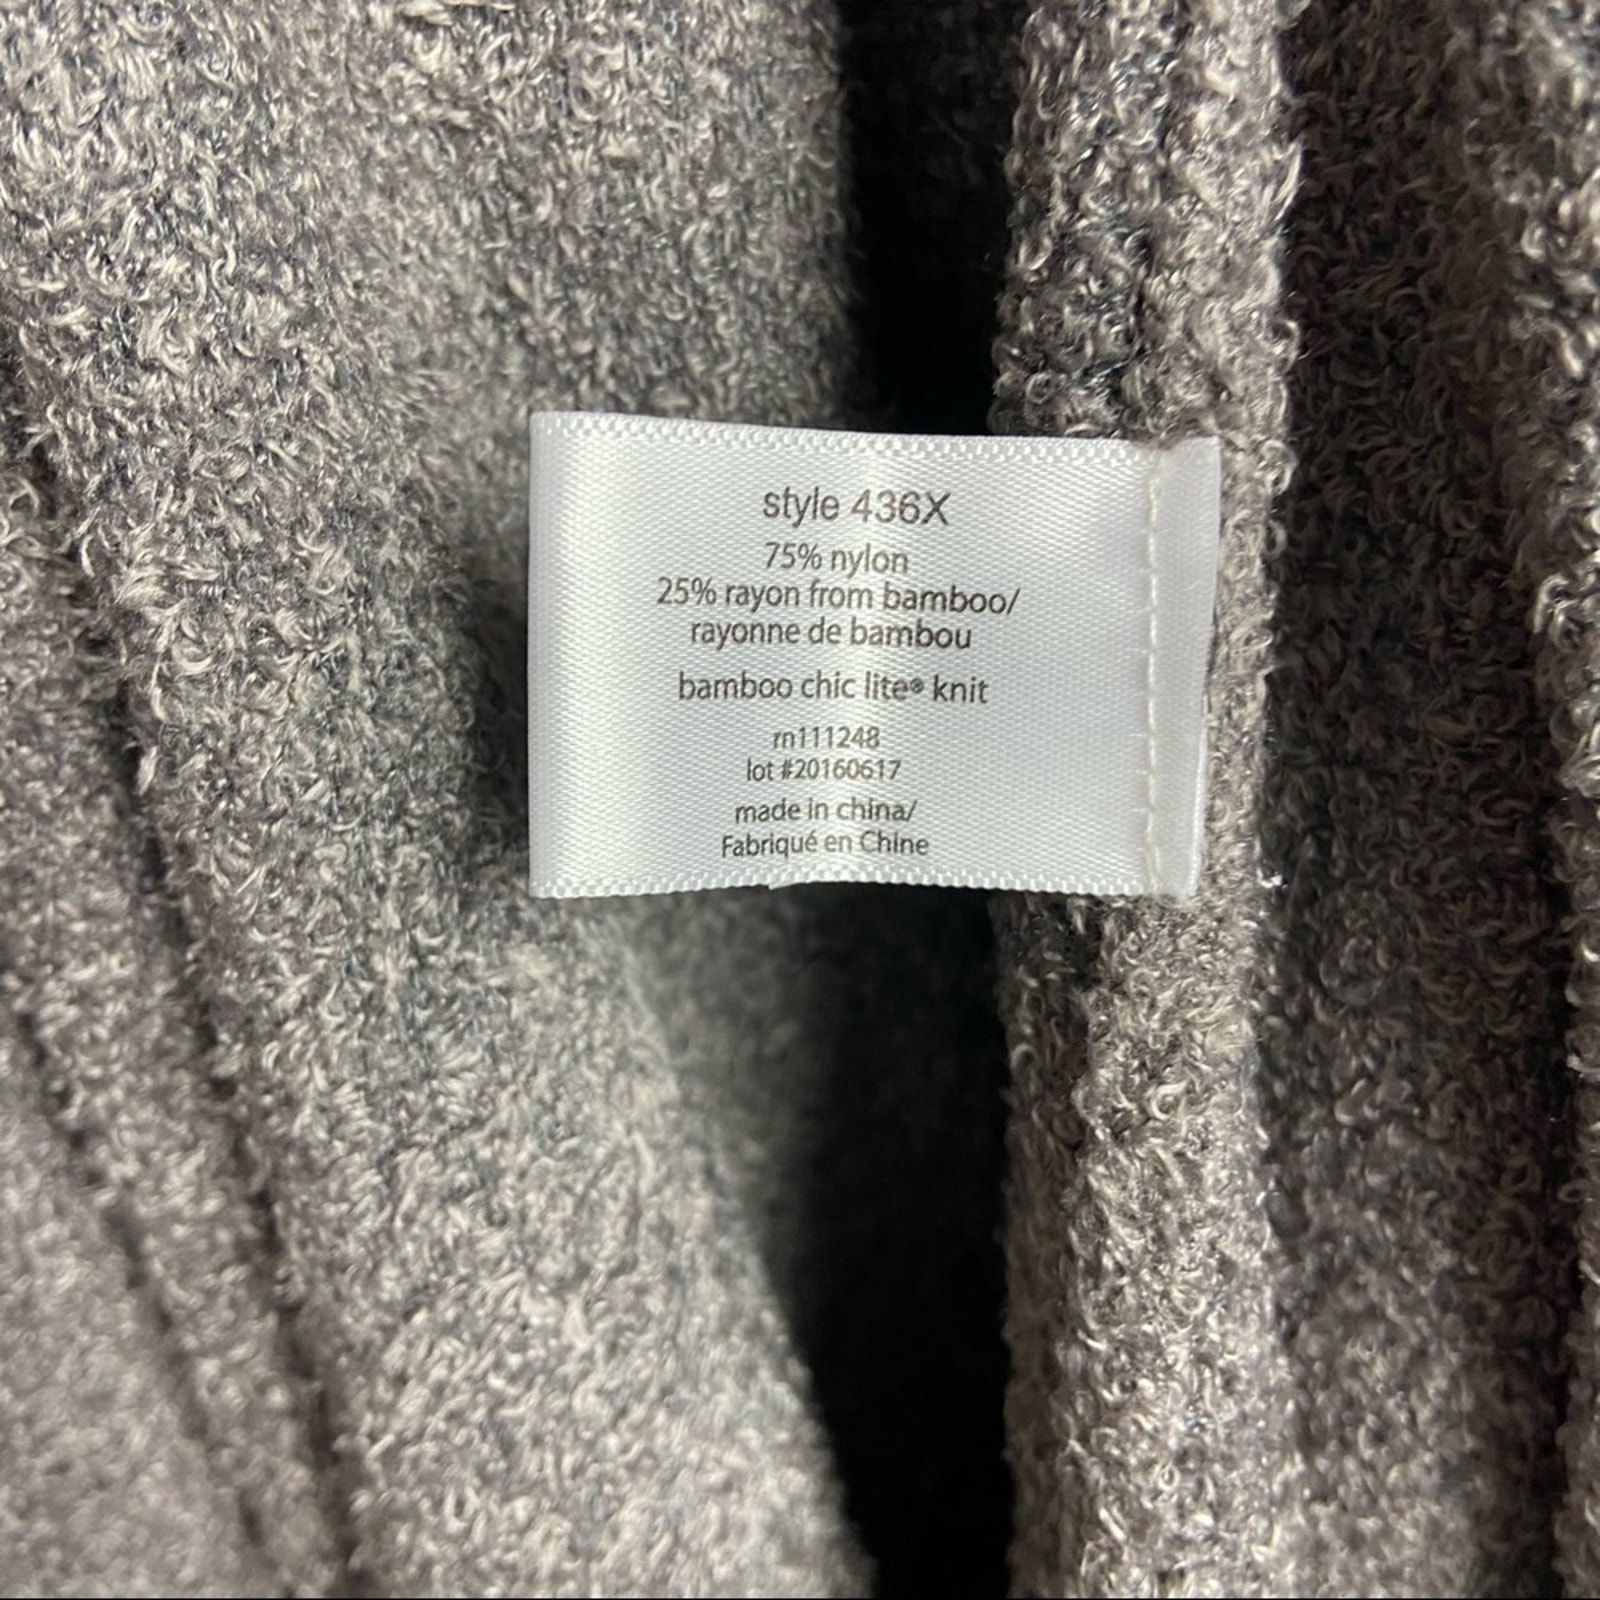 style 436X
75% nylon
25% rayon from bamboo/
rayonne de bambou
bamboo chic lite® knit
rn111248
lot #20160617
made in china/
Fabriqué en Chine